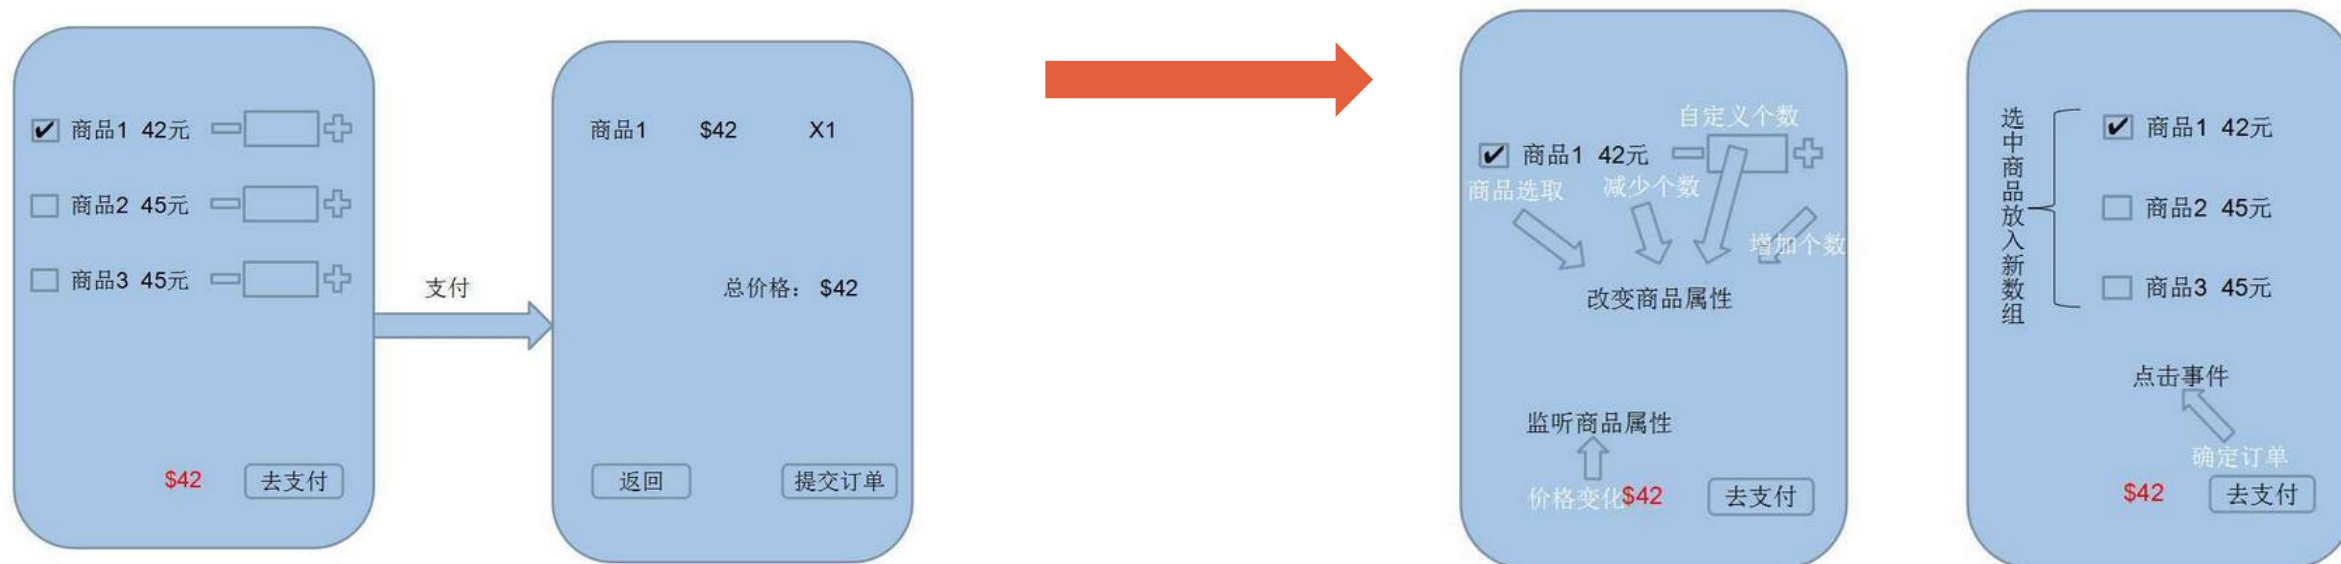 商品1 42元
商品2 45元
商品3 45元
$42
去支付
支付
商品1 $42 X1
总价格： $42
返回
提交订单
自定义个数
商品1 42元
商品选取
减少个数
增加个数
改变商品属性
监听商品属性
价格变化
$42
去支付
选中商品放入新数组
商品1 42元
商品2 45元
商品3 45元
点击事件
确定订单
$42
去支付